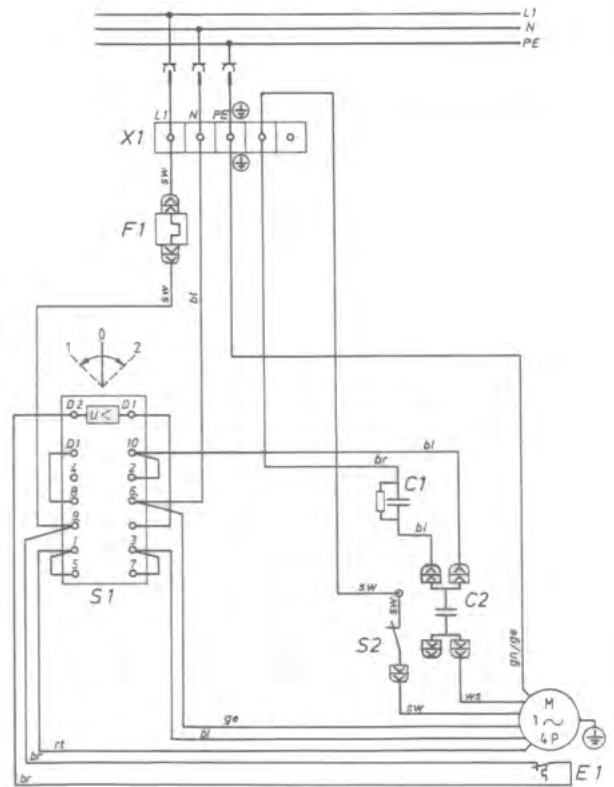 L1
N
PE
L1 N PE
X1
sw
F1
sw
bl
0
1 2
D2 U< D1
D1 10
4 2
8 6
9
1 3
5 7
S1
bl
br
C1
bl
sw
sw
C2
S2
gn/ge
ws
sw
ge
bl
rt
br
br
M
1~
4P
E1